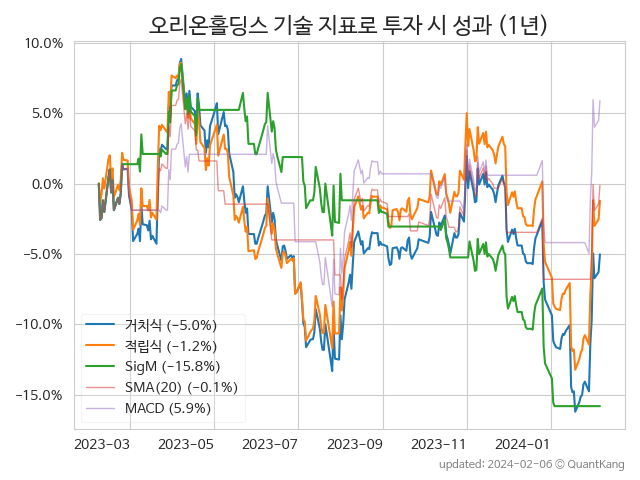 오리온홀딩스 기술 지표로 투자 시 성과 (1년)
10.0%
5.0%
0.0%
−5.0%
−10.0%
−15.0%
거치식 (−5.0%)
적립식 (−1.2%)
SigM (−15.8%)
SMA(20) (−0.1%)
MACD (5.9%)
2023−03 2023−05 2023−07 2023−09 2023−11 2024−01
updated: 2024−02−06 ⓒ QuantKang